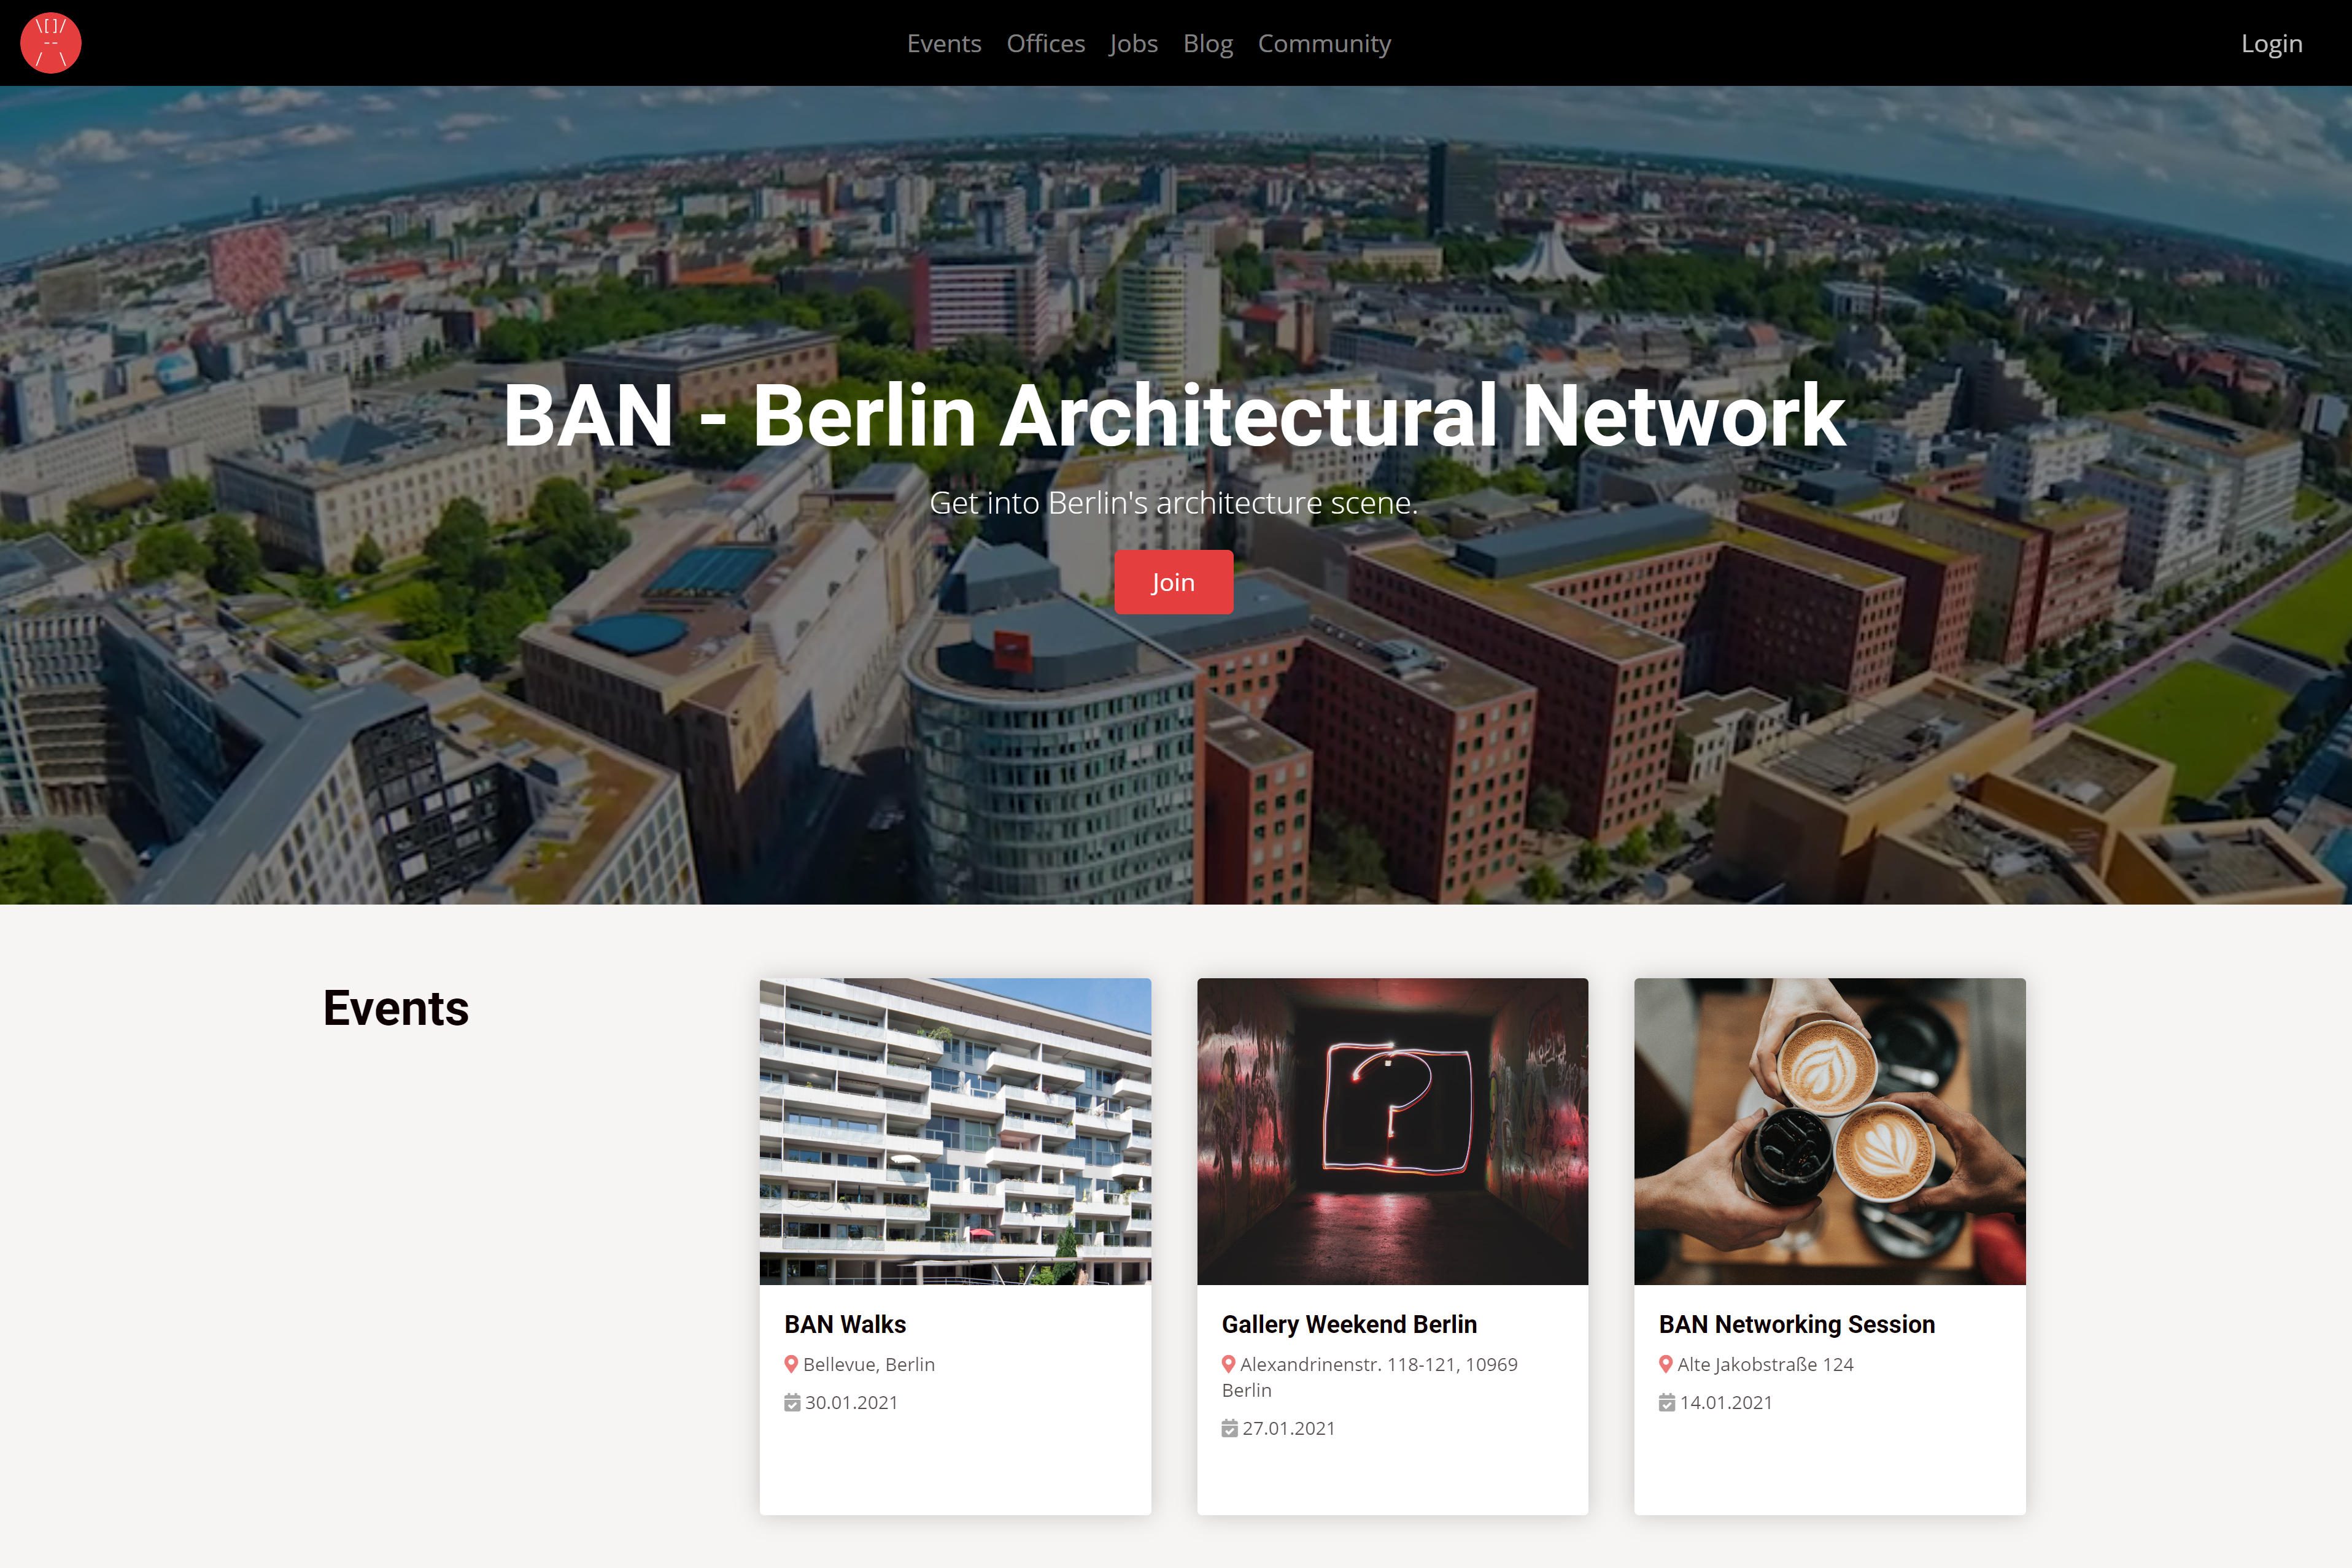 \[]/
--
/ \
Events Offices Jobs Blog Community
Login
BAN - Berlin Architectural Network
Get into Berlin's architecture scene.
Join
Events
BAN Walks
Bellevue, Berlin
30.01.2021
Gallery Weekend Berlin
Alexandrinenstr. 118-121, 10969
Berlin
27.01.2021
BAN Networking Session
Alte Jakobstraße 124
14.01.2021